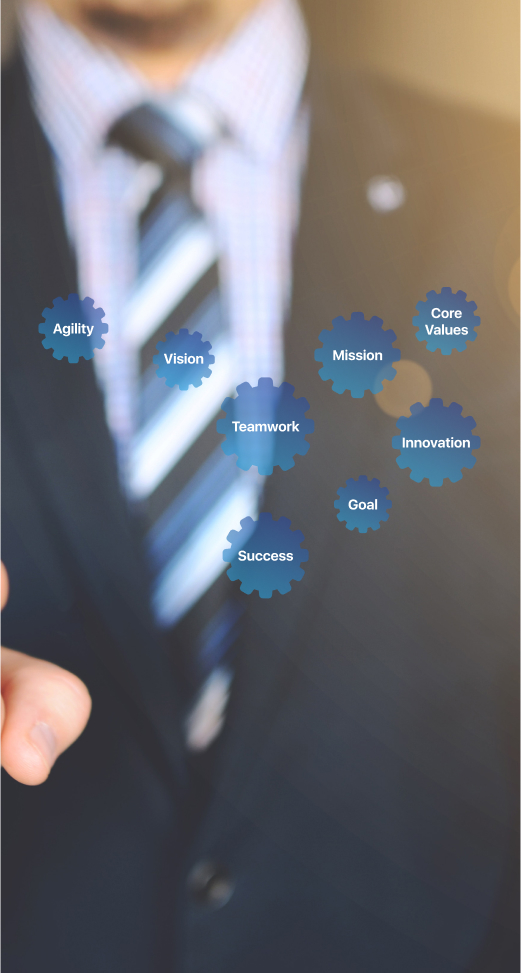 Agility
Vision
Teamwork
Mission
Core
Values
Innovation
Goal
Success